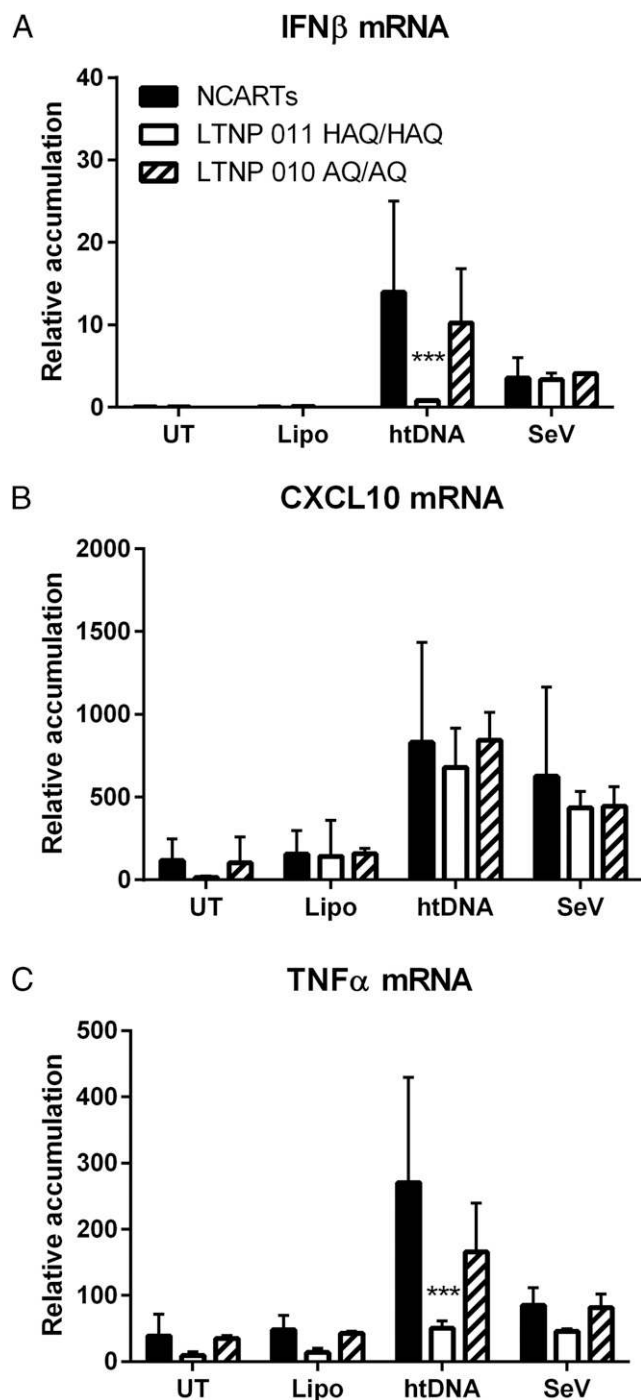 A
IFNβ mRNA
Relative accumulation
40
30
20
10
0
NCARTs
LTNP 011 HAQ/HAQ
LTNP 010 AQ/AQ
***
UT Lipo htDNA SeV
B
CXCL10 mRNA
Relative accumulation
2000
1500
1000
500
0
UT Lipo htDNA SeV
C
TNFα mRNA
Relative accumulation
500
400
300
200
100
0
***
UT Lipo htDNA SeV